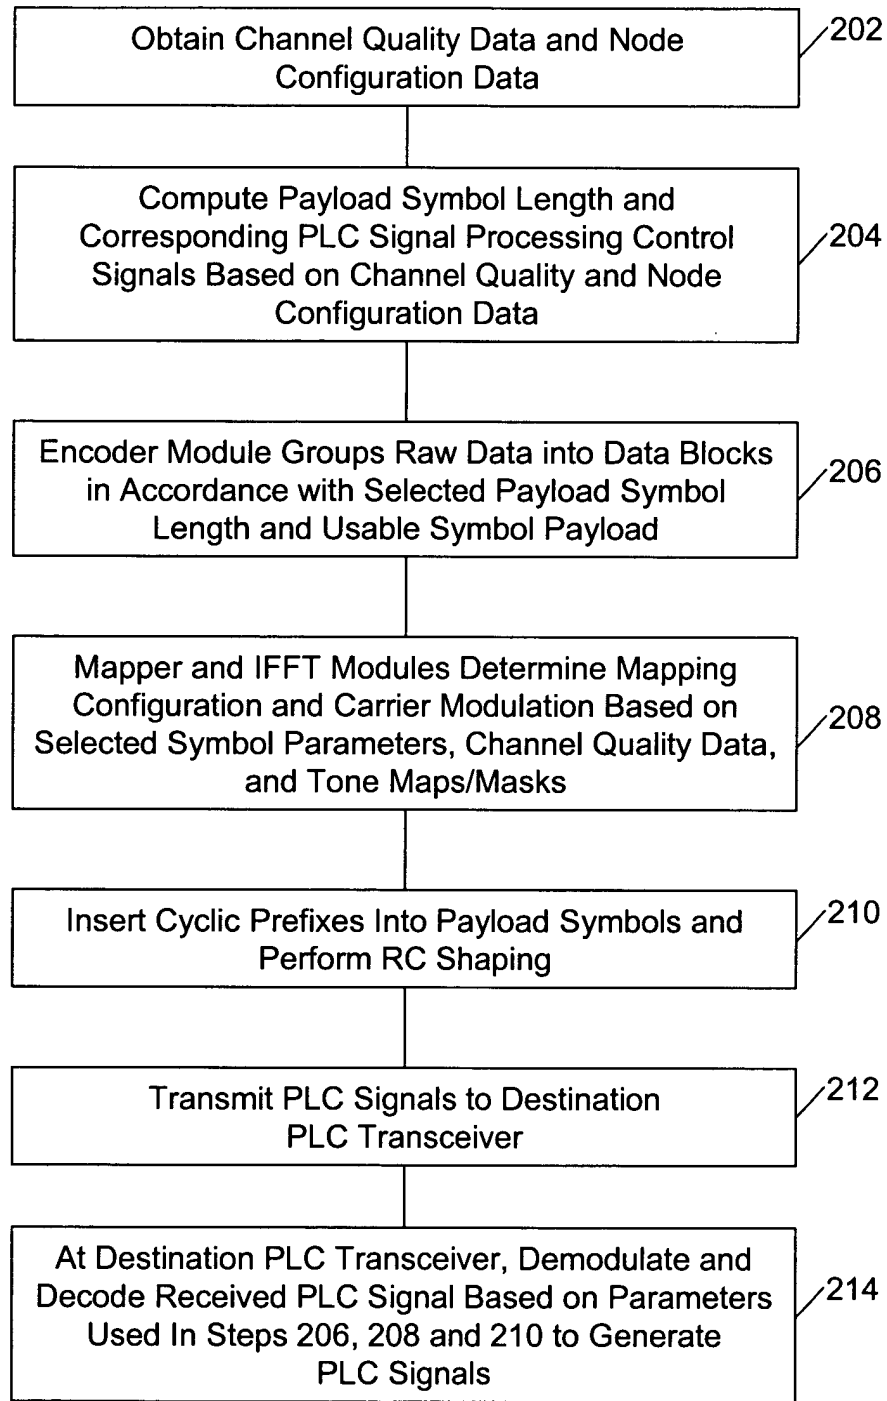 Obtain Channel Quality Data and Node
Configuration Data
202
Compute Payload Symbol Length and
Corresponding PLC Signal Processing Control
Signals Based on Channel Quality and Node
Configuration Data
204
Encoder Module Groups Raw Data into Data Blocks
in Accordance with Selected Payload Symbol
Length and Usable Symbol Payload
206
Mapper and IFFT Modules Determine Mapping
Configuration and Carrier Modulation Based on
Selected Symbol Parameters, Channel Quality Data,
and Tone Maps/Masks
208
Insert Cyclic Prefixes Into Payload Symbols and
Perform RC Shaping
210
Transmit PLC Signals to Destination
PLC Transceiver
212
At Destination PLC Transceiver, Demodulate and
Decode Received PLC Signal Based on Parameters
Used In Steps 206, 208 and 210 to Generate
PLC Signals
214